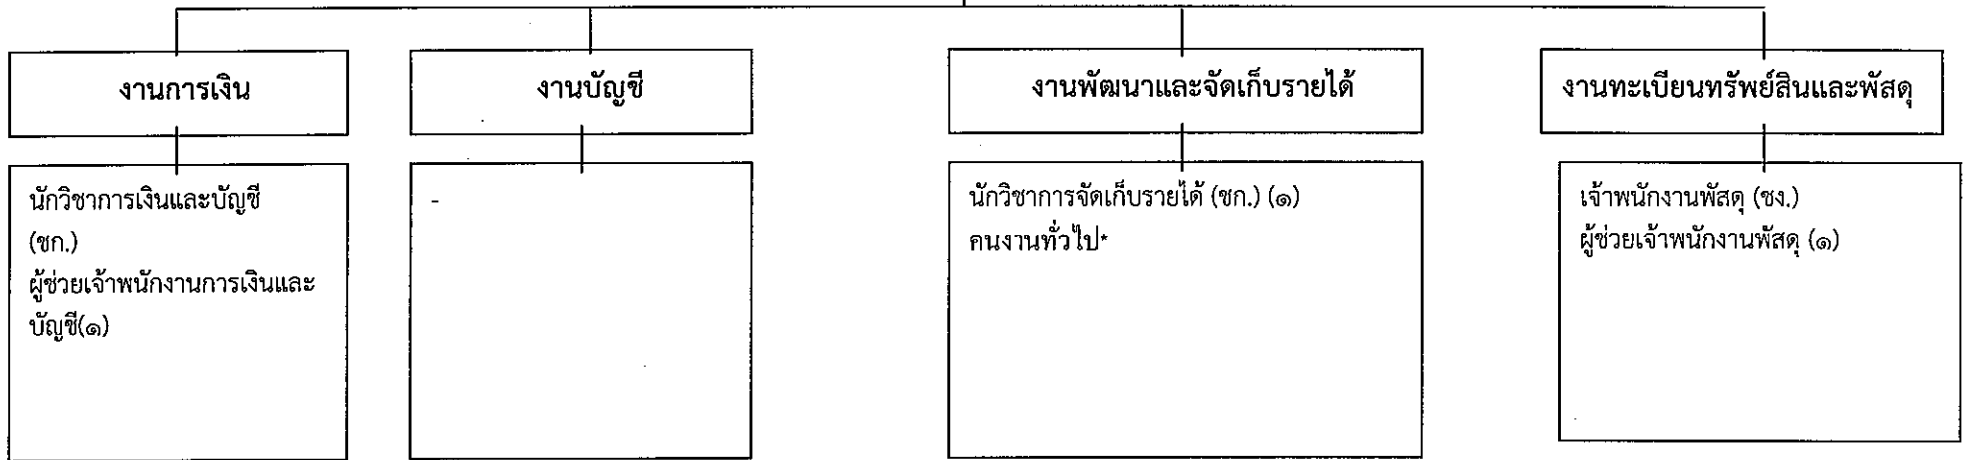 งานการเงิน
งานบัญชี
งานพัฒนาและจัดเก็บรายได้
งานทะเบียนทรัพย์สินและพัสดุ
นักวิชาการเงินและบัญชี
(ชก.)
ผู้ช่วยเจ้าพนักงานการเงินและ
บัญชี(๑)
-
นักวิชาการจัดเก็บรายได้ (ชก.) (๑)
คนงานทั่วไป*
เจ้าพนักงานพัสดุ (ชง.)
ผู้ช่วยเจ้าพนักงานพัสดุ (๑)